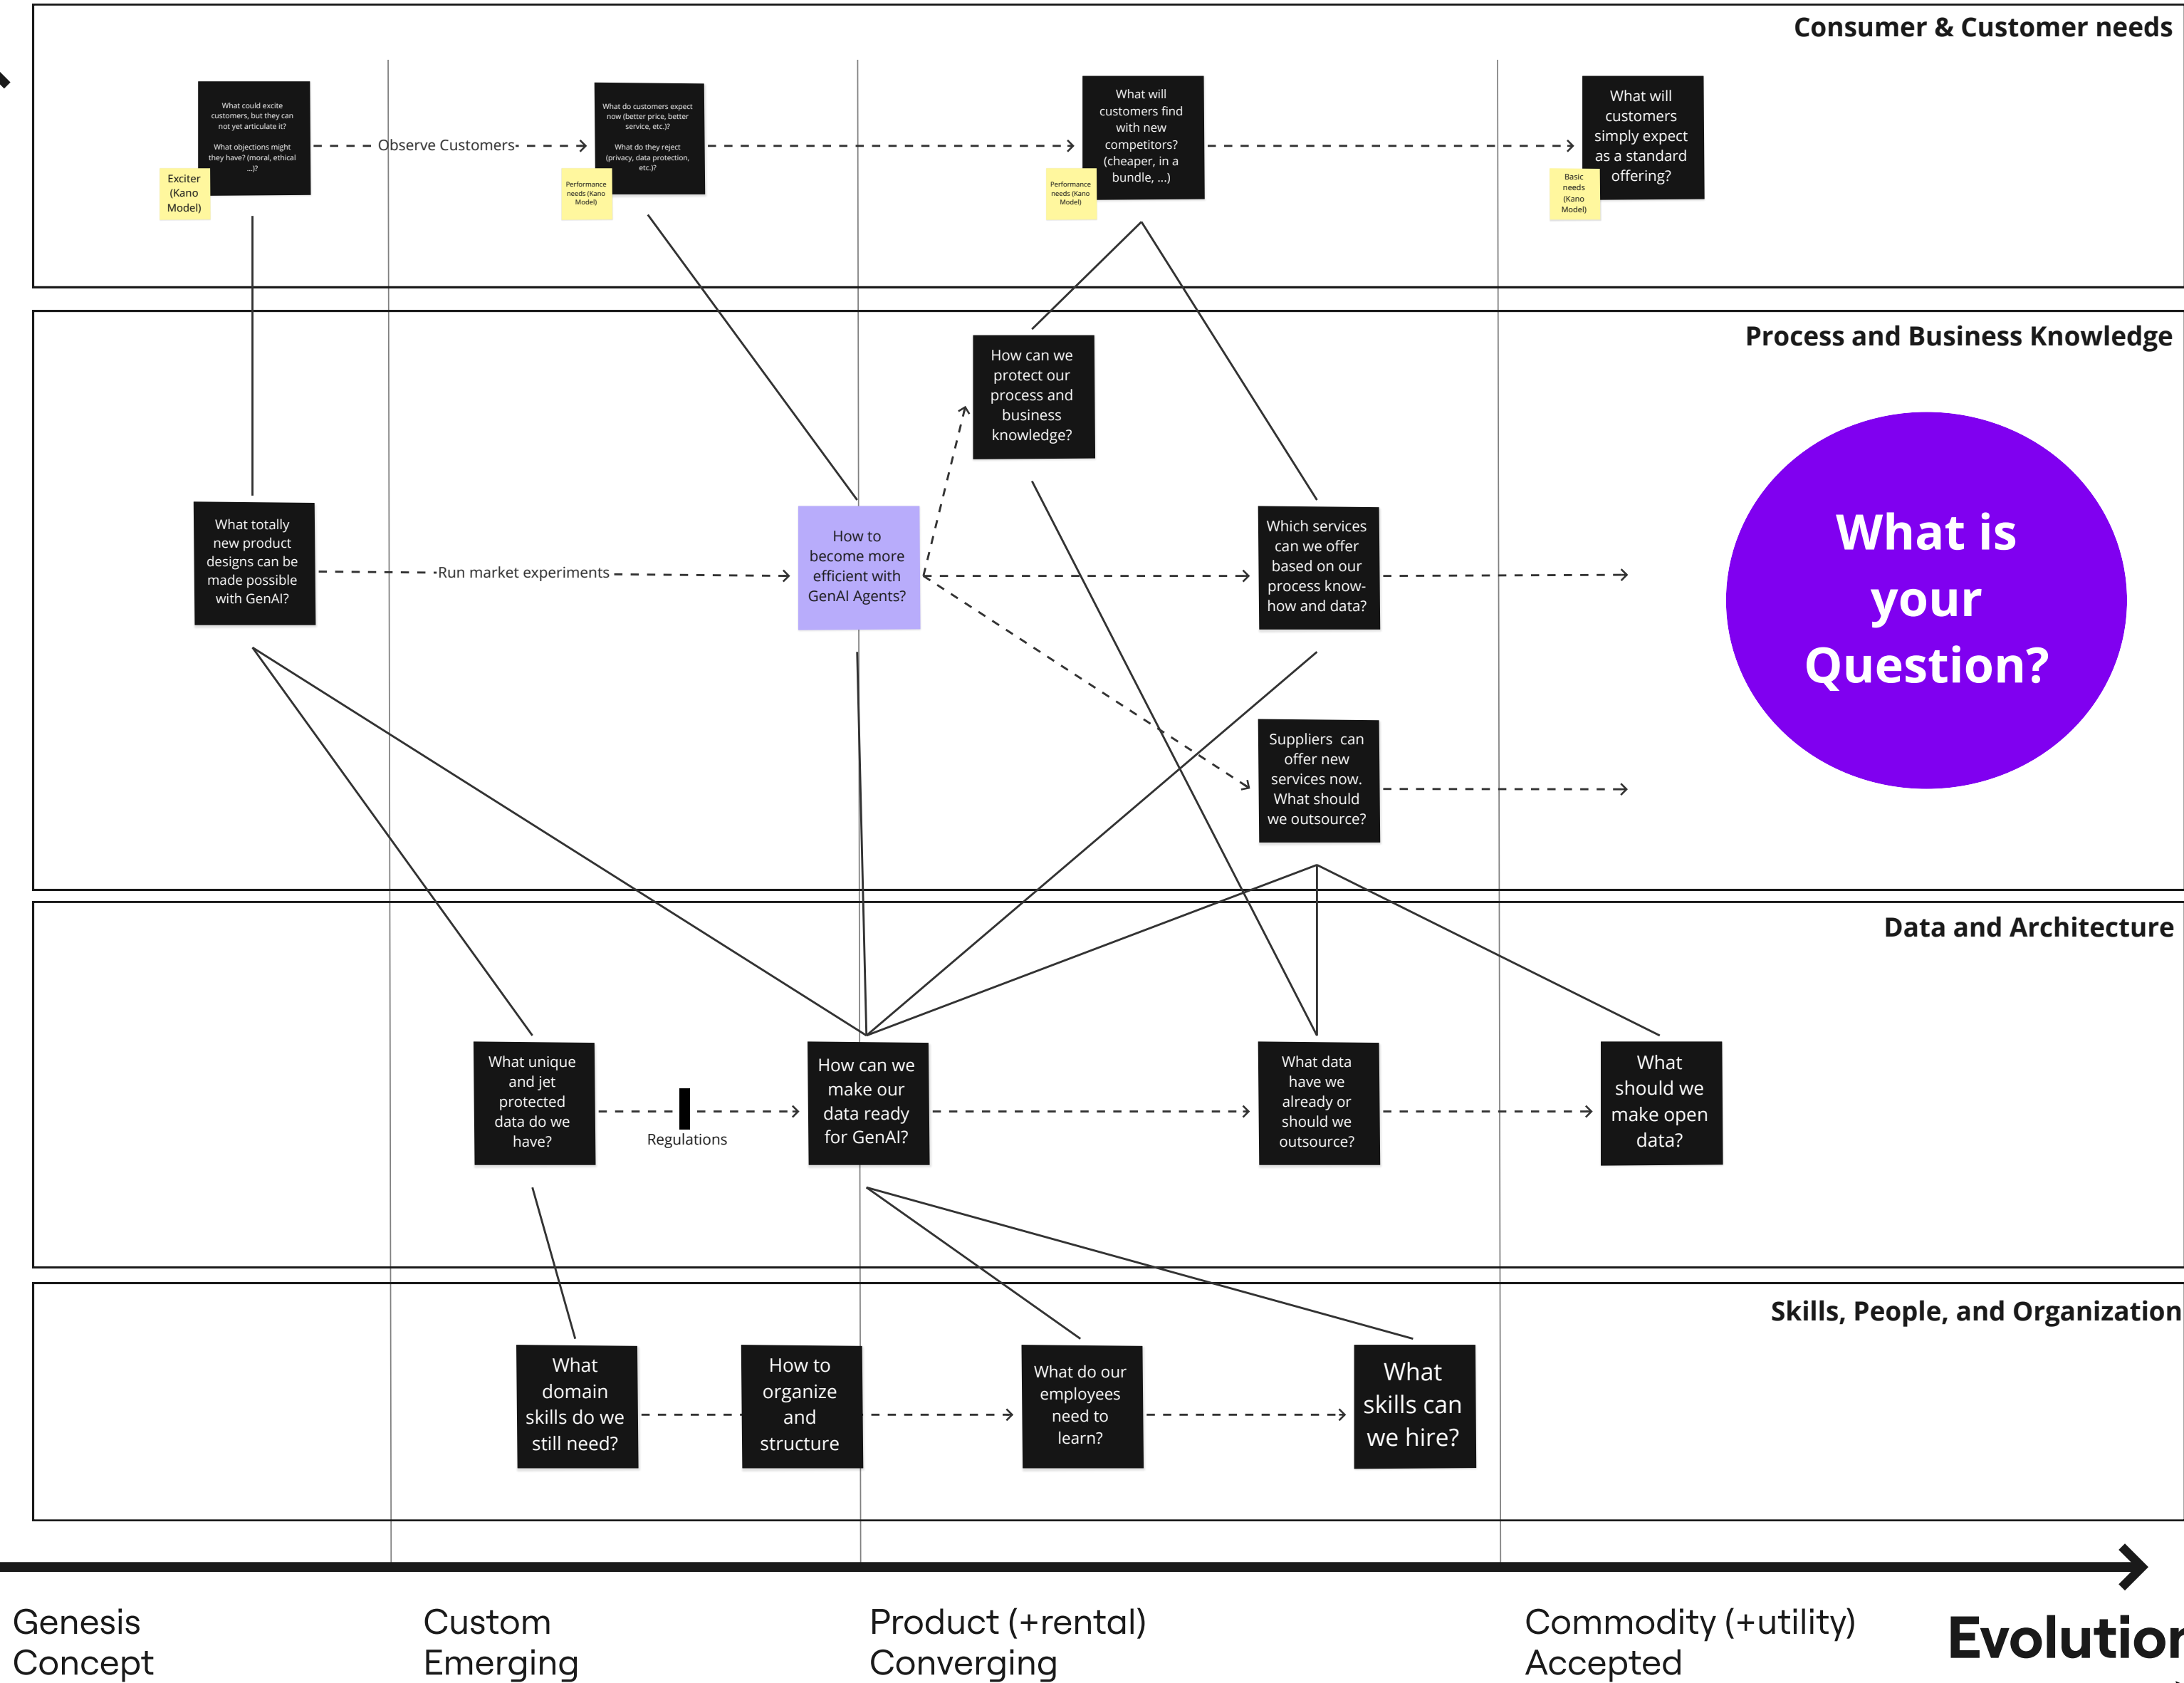 Consumer & Customer needs
What could excite
customers, but they can
not yet articulate it?
What objections might
they have? (moral, ethical
...)?
Exciter
(Kano
Model)
Observe Customers
What do customers expect
now (better price, better
service, etc.)?
What do they reject
(privacy, data protection,
etc.)?
Performance
needs (Kano
Model)
What will
customers find
with new
competitors?
(cheaper, in a
bundle, ...)
Performance
needs (Kano
Model)
What will
customers
simply expect
as a standard
offering?
Basic
needs
(Kano
Model)
Process and Business Knowledge
How can we
protect our
process and
business
knowledge?
What totally
new product
designs can be
made possible
with GenAI?
Run market experiments
How to
become more
efficient with
GenAI Agents?
Which services
can we offer
based on our
process know-
how and data?
Suppliers can
offer new
services now.
What should
we outsource?
What is
your
Question?
Data and Architecture
What unique
and jet
protected
data do we
have?
Regulations
How can we
make our
data ready
for GenAI?
What data
have we
already or
should we
outsource?
What
should we
make open
data?
Skills, People, and Organization
What
domain
skills do we
still need?
How to
organize
and
structure
What do our
employees
need to
learn?
What
skills can
we hire?
Genesis
Concept
Custom
Emerging
Product (+rental)
Converging
Commodity (+utility)
Accepted
Evolution